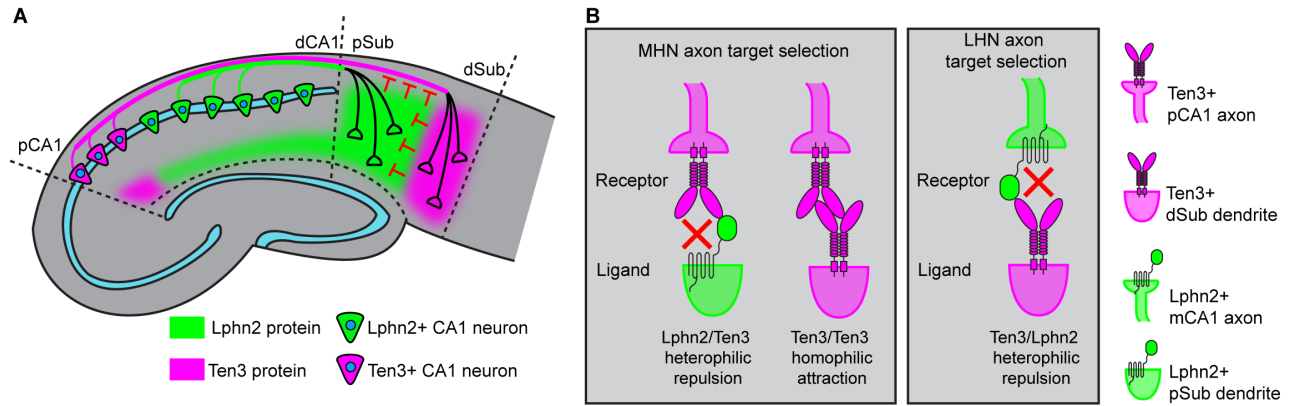 A
dCA1
pSub
dSub
pCA1
Lphn2 protein
Lphn2+ CA1 neuron
Ten3 protein
Ten3+ CA1 neuron
B
MHN axon target selection
Receptor
Ligand
Lphn2/Ten3
heterophilic
repulsion
Ten3/Ten3
homophilic
attraction
LHN axon
target selection
Receptor
Ligand
Ten3/Lphn2
heterophilic
repulsion
Ten3+
pCA1 axon
Ten3+
dSub dendrite
Lphn2+
mCA1 axon
Lphn2+
pSub dendrite